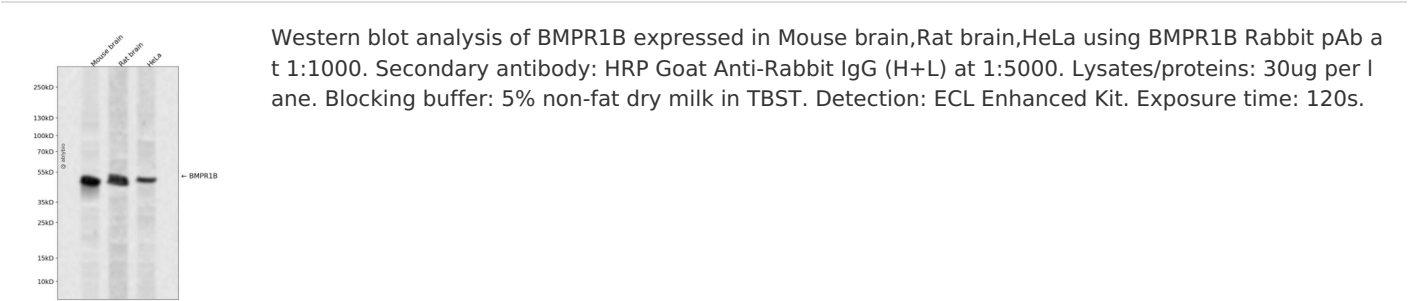 Mouse brain
Rat brain
HeLa
250kD
130kD
100kD
70kD
55kD
35kD
25kD
15kD
10kD
@ abybio
← BMPR1B
Western blot analysis of BMPR1B expressed in Mouse brain,Rat brain,HeLa using BMPR1B Rabbit pAb a
t 1:1000. Secondary antibody: HRP Goat Anti-Rabbit IgG (H+L) at 1:5000. Lysates/proteins: 30ug per l
ane. Blocking buffer: 5% non-fat dry milk in TBST. Detection: ECL Enhanced Kit. Exposure time: 120s.